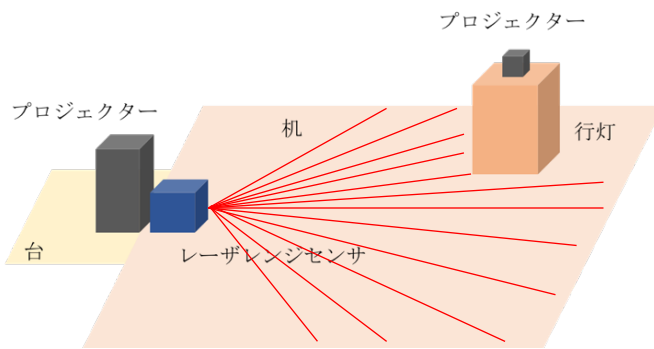 プロジェクター
プロジェクター
机
行灯
台
レーザレンジセンサ